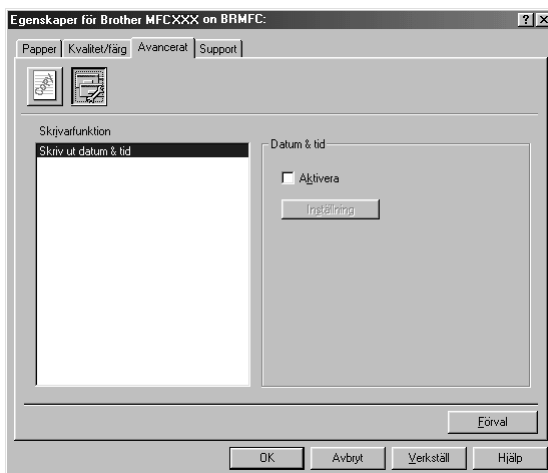 Egenskaper för Brother MFCXXX on BRMFC:
Papper Kvalitet/färg Avancerat Support
Copy
Skrivarfunktion
Skriv ut datum & tid
Datum & tid
Aktivera
Inställning
Förval
OK Avbryt Verkställ Hjälp